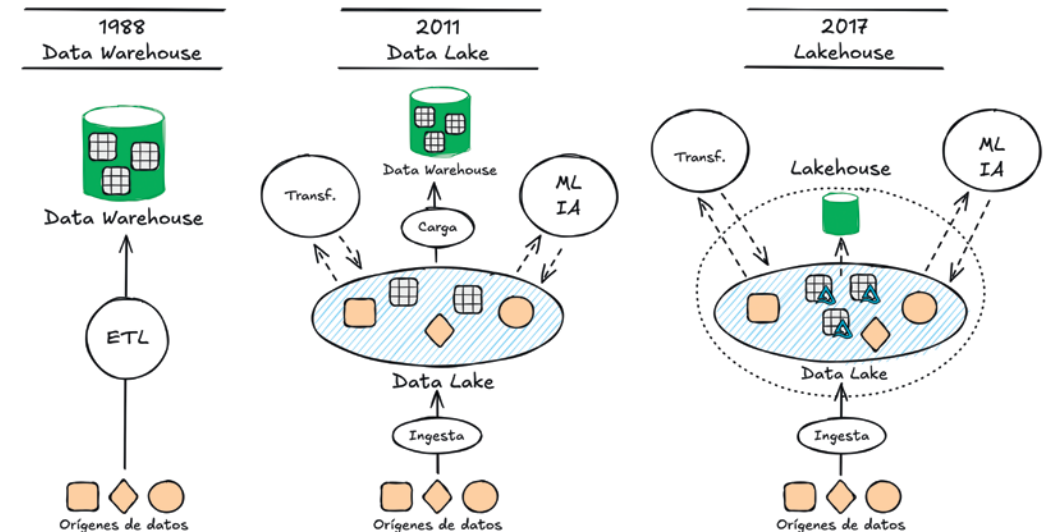 1988
Data Warehouse
Data Warehouse
ETL
Orígenes de datos
2011
Data Lake
Data Warehouse
Transf.
Carga
ML
IA
Data Lake
Ingesta
Orígenes de datos
2017
Lakehouse
Transf.
Lakehouse
ML
IA
Data Lake
Ingesta
Orígenes de datos